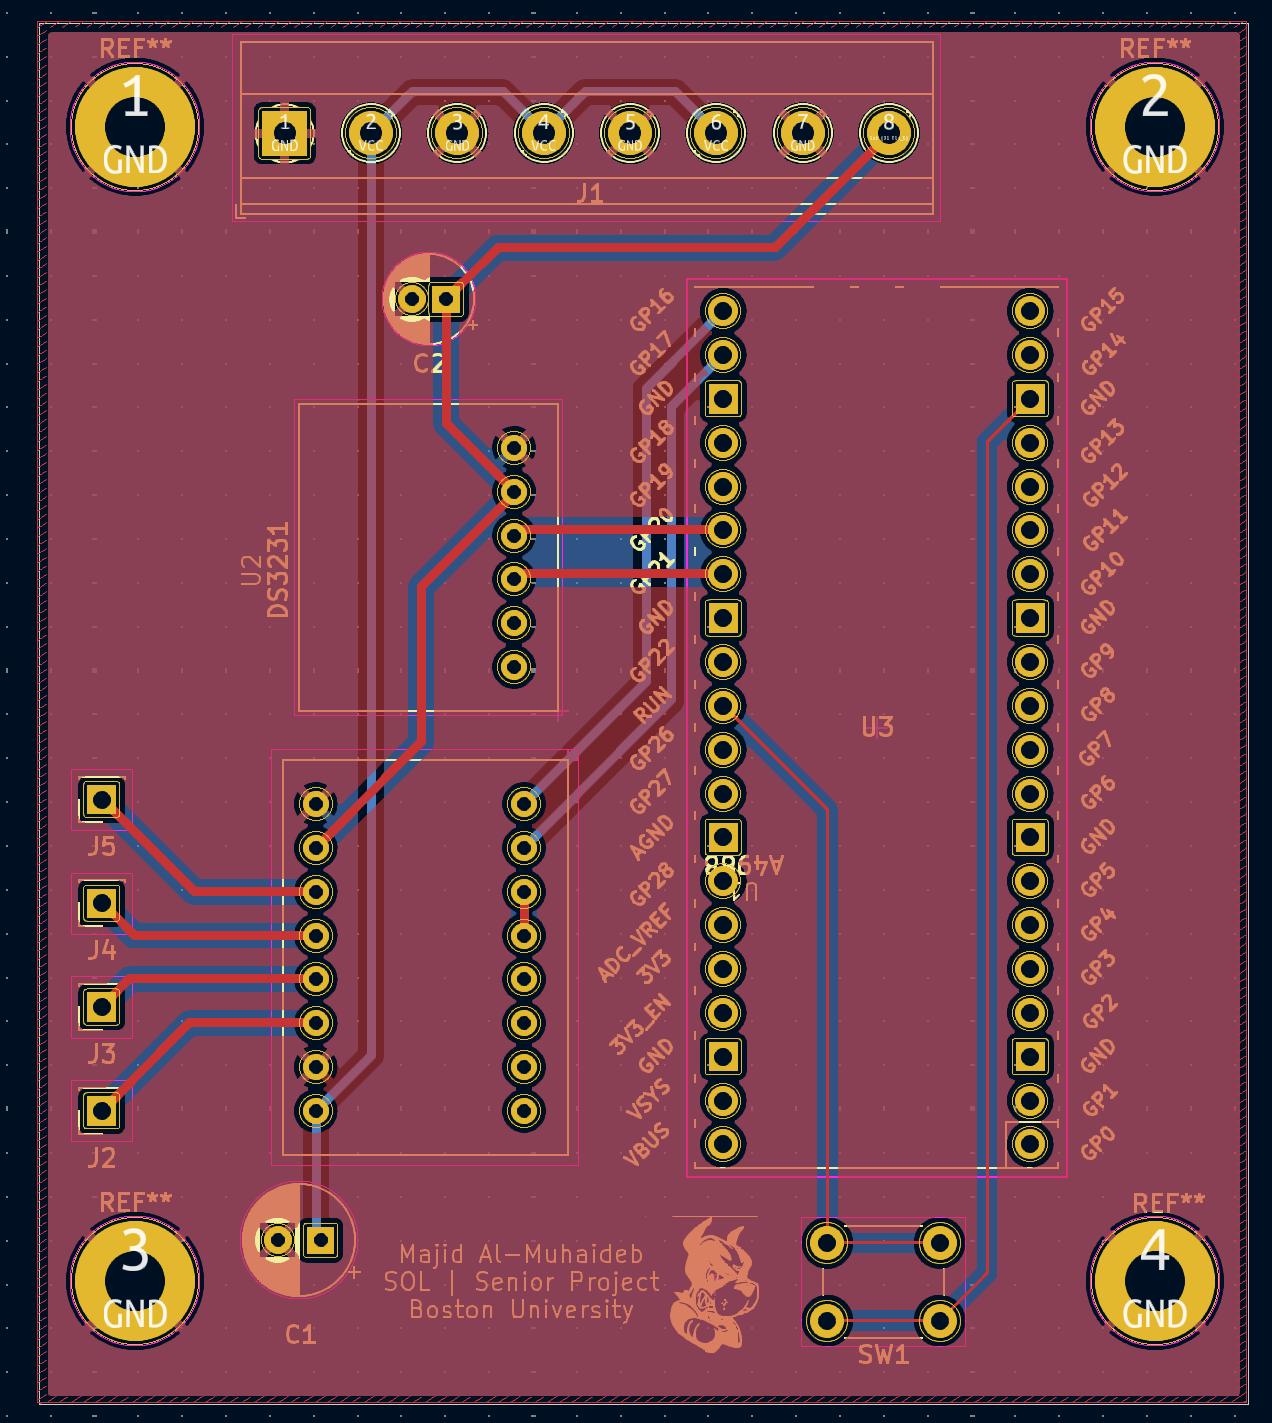 REF**
REF**
1
GND
2
GND
1
GND
2
VCC
3
GND
4
VCC
5
GND
6
VCC
7
GND
8
J1
C2
+
U2
DS3231
GP16
GP17
GND
GP18
GP19
GP20
GP21
GND
GP22
RUN
GP26
GP27
AGND
GP28
ADC_VREF
3V3
3V3_EN
GND
VSYS
VBUS
U3
GP15
GP14
GND
GP13
GP12
GP11
GP10
GND
GP9
GP8
GP7
GP6
GND
GP5
GP4
GP3
GP2
GND
GP1
GP0
A4988
J5
J4
J3
J2
REF**
REF**
3
GND
4
GND
+
C1
Majid Al-Muhaideb
SOL | Senior Project
Boston University
SW1